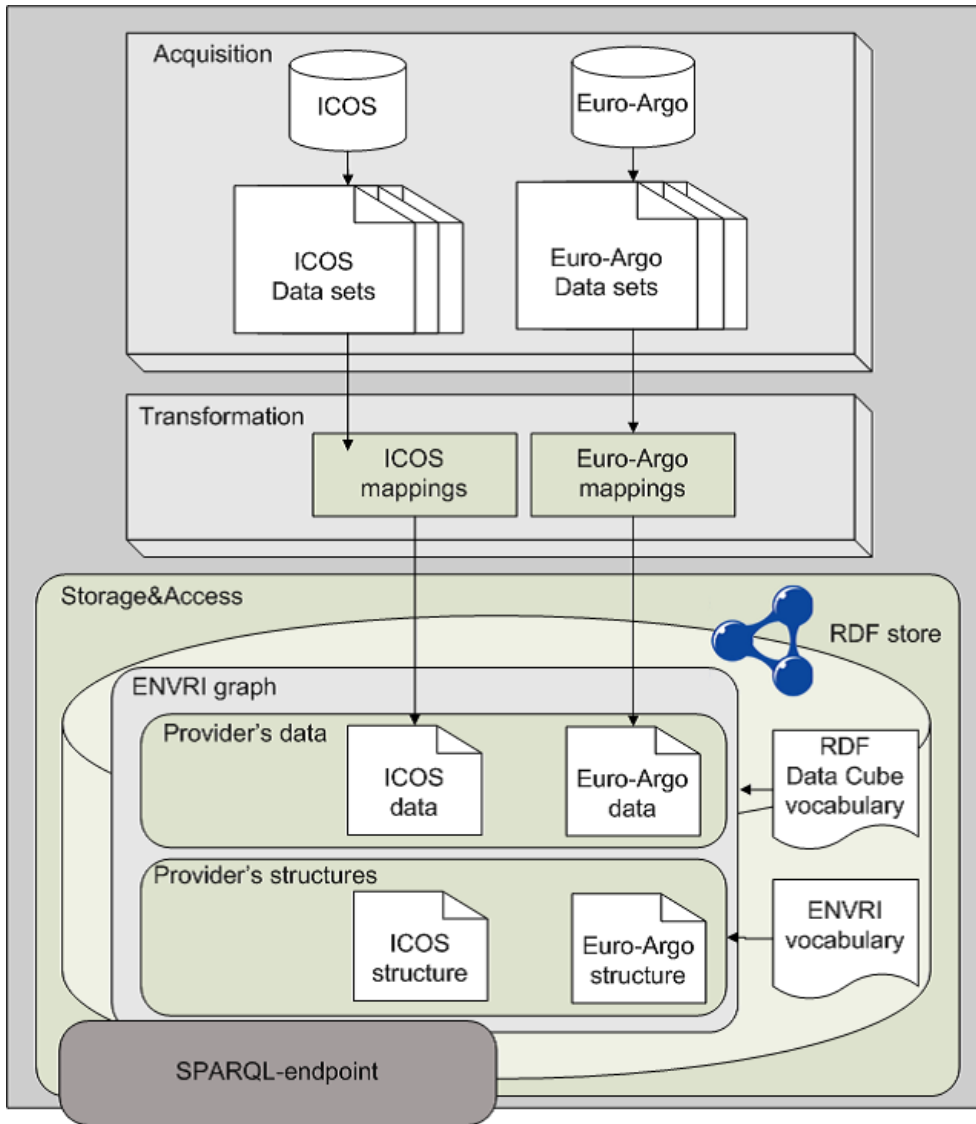 Acquisition
ICOS
Euro-Argo
ICOS
Data sets
Euro-Argo
Data sets
Transformation
ICOS
mappings
Euro-Argo
mappings
Storage&Access
RDF store
ENVRI graph
Provider's data
ICOS
data
Euro-Argo
data
RDF
Data Cube
vocabulary
Provider's structures
ICOS
structure
Euro-Argo
structure
ENVRI
vocabulary
SPARQL-endpoint